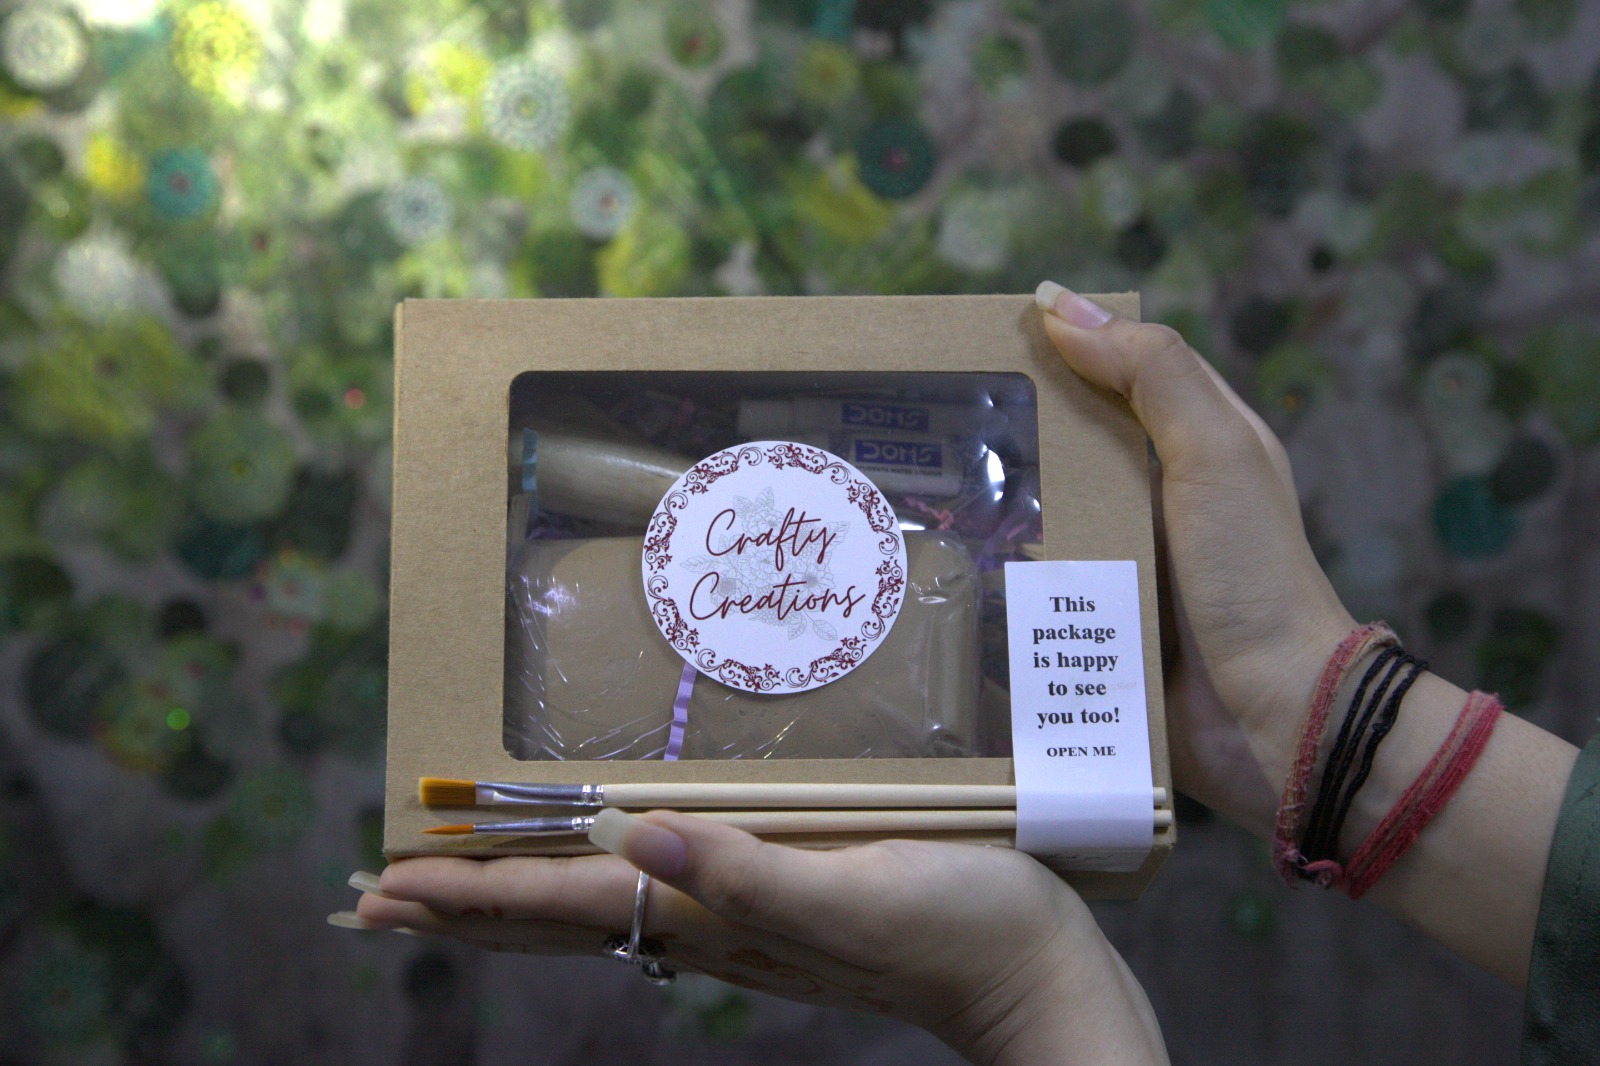 DOMS
DOMS
Crafty
Creations
This
package
is happy
to see
you too!
OPEN ME